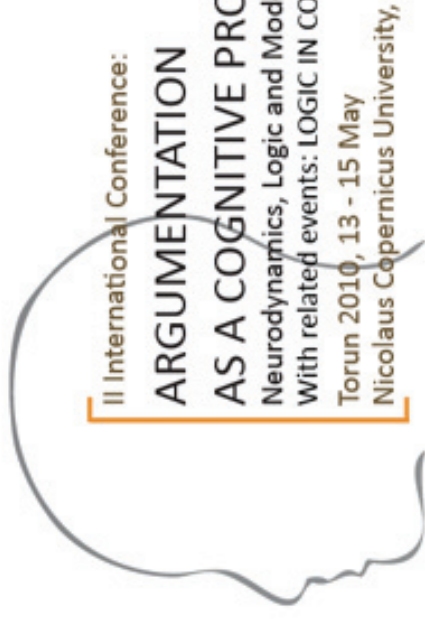 II International Conference:
ARGUMENTATION
AS A COGNITIVE PRO
Neurodynamics, Logic and Mod
With related events: LOGIC IN CO
Torun 2010, 13 - 15 May
Nicolaus Copernicus University,